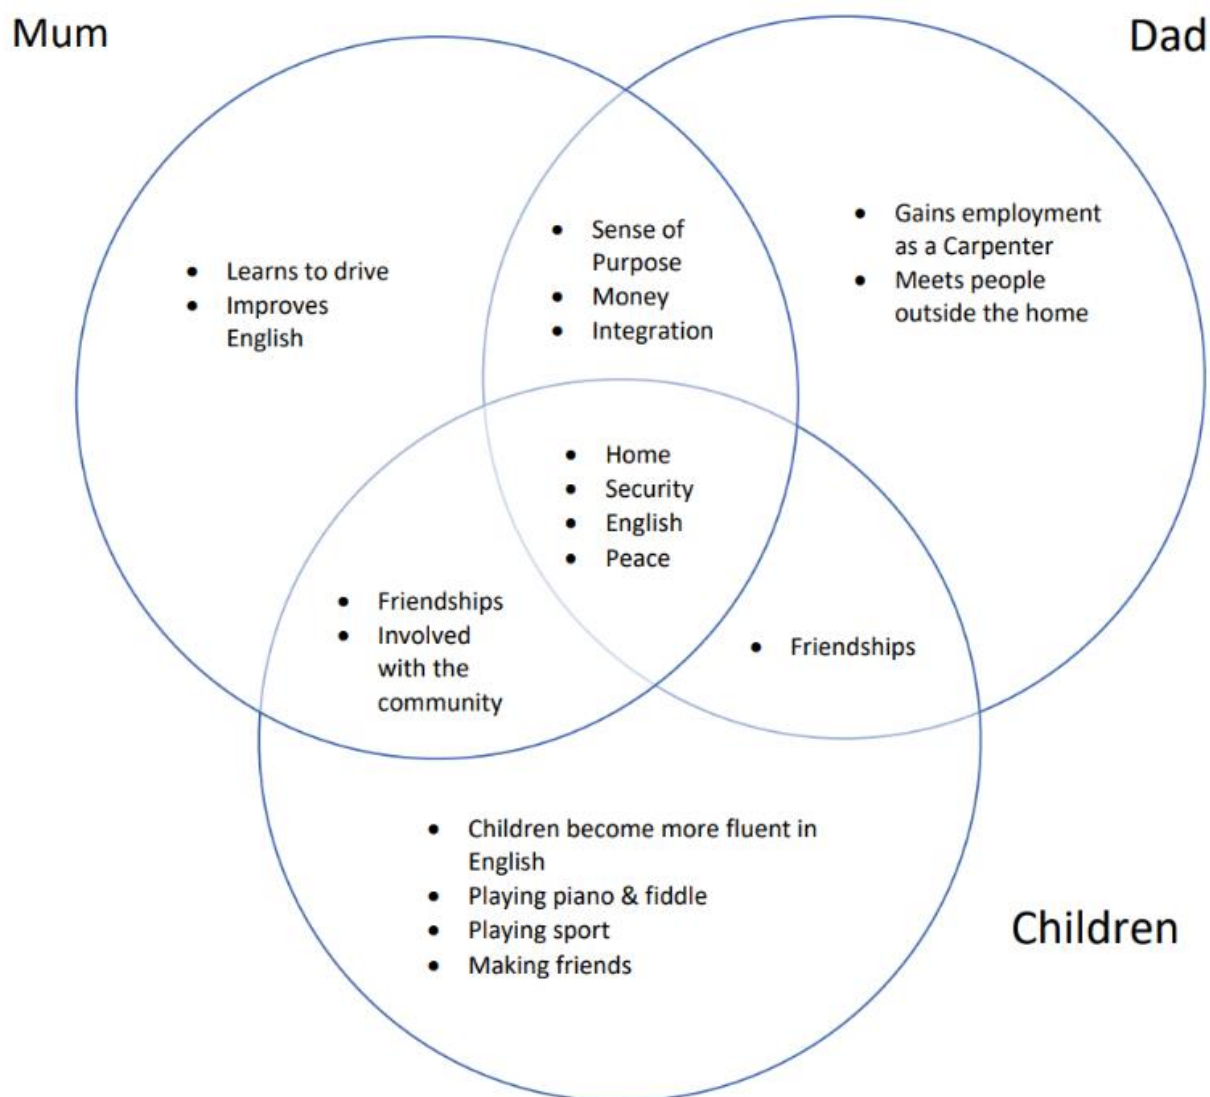 Mum
Dad
• Learns to drive
• Improves
English
• Sense of
Purpose
• Money
• Integration
• Gains employment
as a Carpenter
• Meets people
outside the home
• Home
• Security
• English
• Peace
• Friendships
• Involved
with the
community
• Friendships
• Children become more fluent in
English
• Playing piano & fiddle
• Playing sport
• Making friends
Children